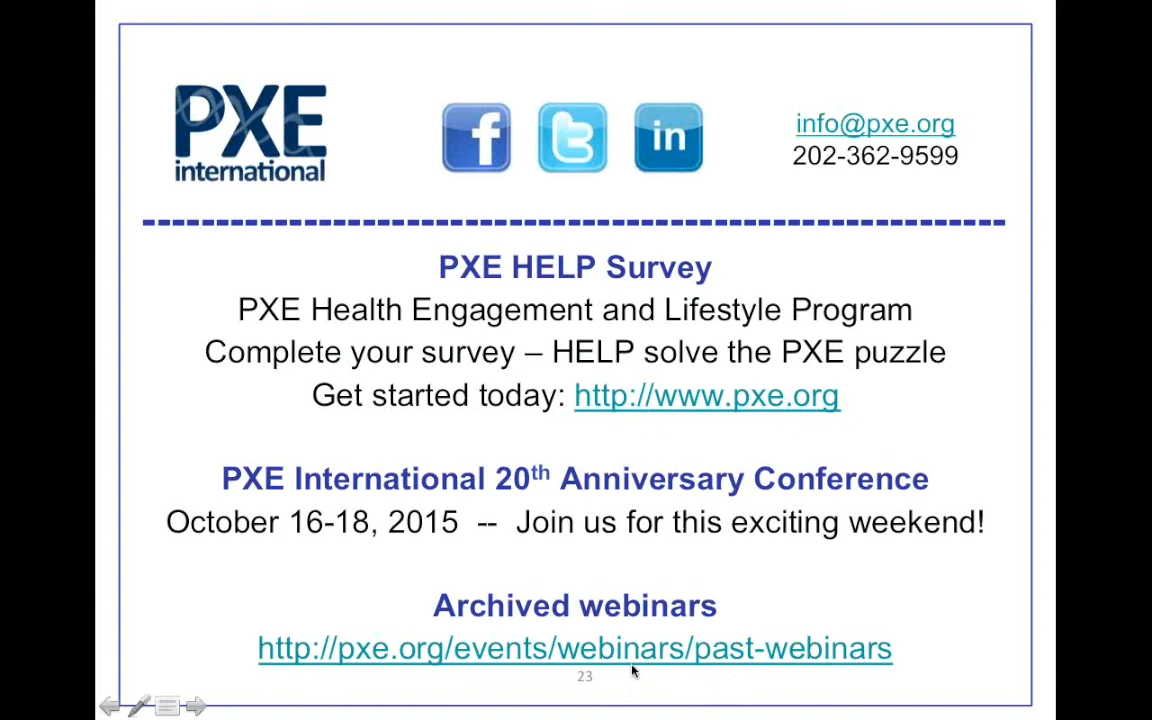 PXE
international
f t in
info@pxe.org
202-362-9599
PXE HELP Survey
PXE Health Engagement and Lifestyle Program
Complete your survey – HELP solve the PXE puzzle
Get started today: http://www.pxe.org
PXE International 20th Anniversary Conference
October 16-18, 2015 -- Join us for this exciting weekend!
Archived webinars
http://pxe.org/events/webinars/past-webinars
23